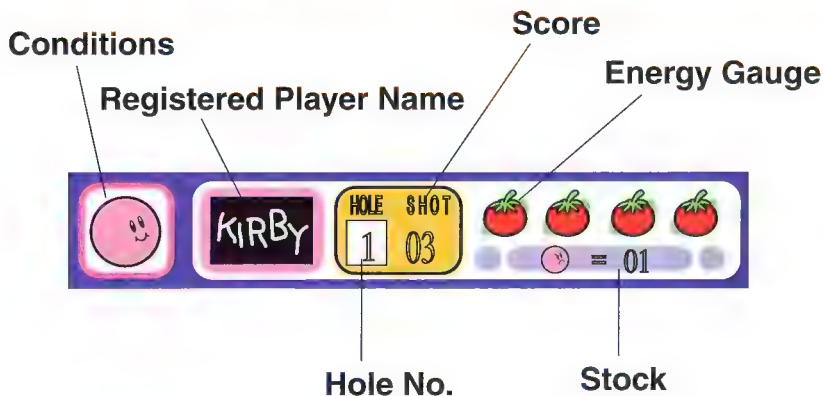 Score
Conditions
Energy Gauge
Registered Player Name
HOLE SHOT
KIRBY
1 03
= 01
Hole No.
Stock